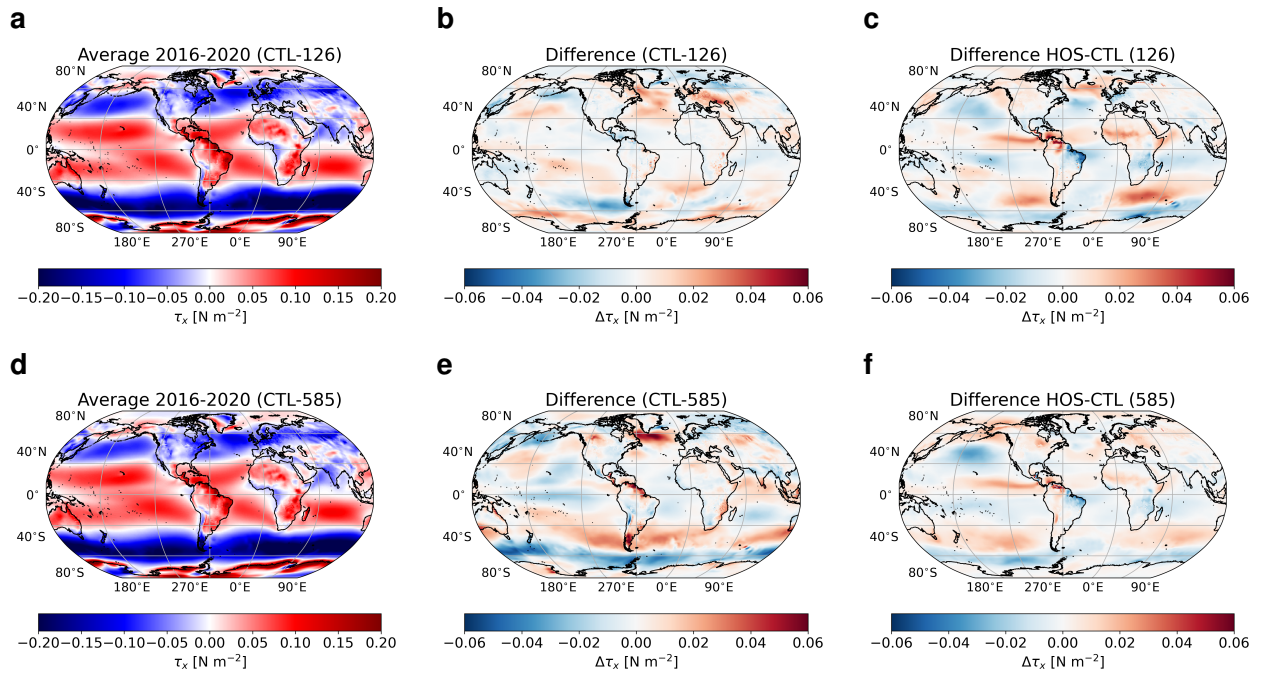 a b c
Average 2016-2020 (CTL-126) Difference (CTL-126) Difference HOS-CTL (126)
80°N 80°N 80°N
40°N 40°N 40°N
0° 0° 0°
40°S 40°S 40°S
80°S 80°S 80°S
180°E 270°E 0°E 90°E 180°E 270°E 0°E 90°E 180°E 270°E 0°E 90°E
−0.20 −0.15 −0.10 −0.05 0.00 0.05 0.10 0.15 0.20 −0.06 −0.04 −0.02 0.00 0.02 0.04 0.06 −0.06 −0.04 −0.02 0.00 0.02 0.04 0.06
τₓ [N m⁻²] Δτₓ [N m⁻²] Δτₓ [N m⁻²]
d e f
Average 2016-2020 (CTL-585) Difference (CTL-585) Difference HOS-CTL (585)
80°N 80°N 80°N
40°N 40°N 40°N
0° 0° 0°
40°S 40°S 40°S
80°S 80°S 80°S
180°E 270°E 0°E 90°E 180°E 270°E 0°E 90°E 180°E 270°E 0°E 90°E
−0.20 −0.15 −0.10 −0.05 0.00 0.05 0.10 0.15 0.20 −0.06 −0.04 −0.02 0.00 0.02 0.04 0.06 −0.06 −0.04 −0.02 0.00 0.02 0.04 0.06
τₓ [N m⁻²] Δτₓ [N m⁻²] Δτₓ [N m⁻²]